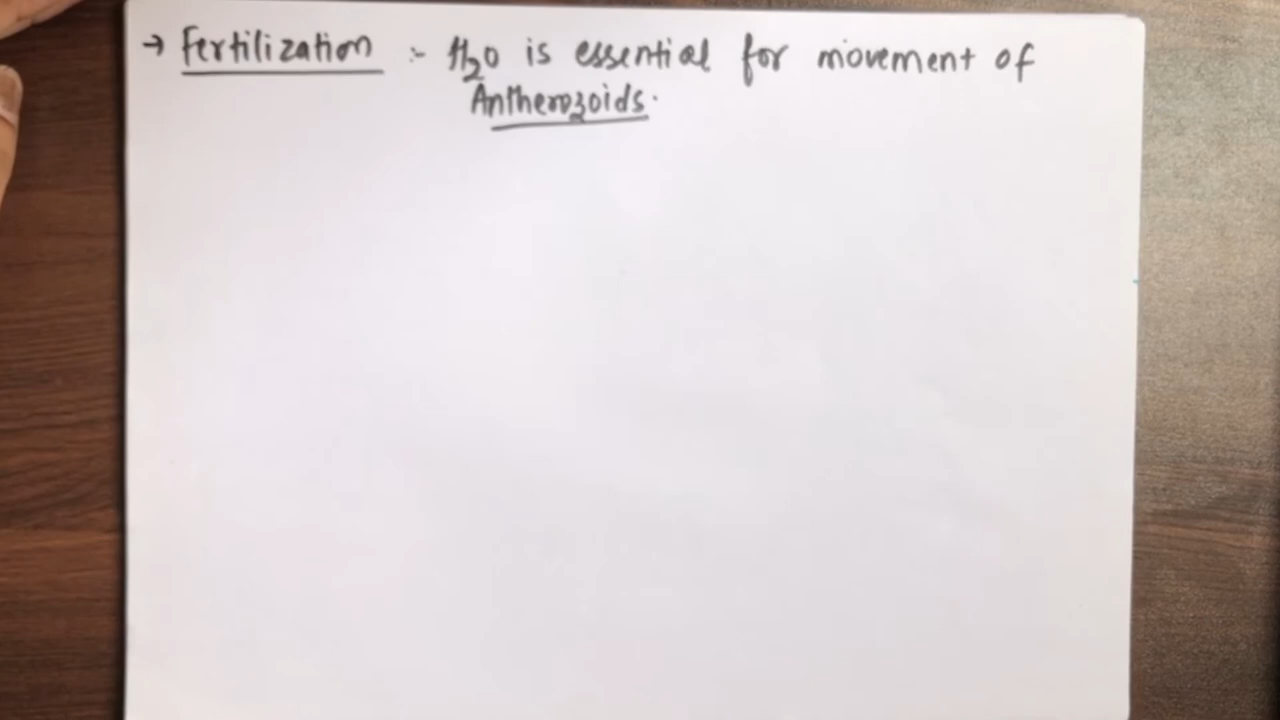 → Fertilization :- H₂O is essential for movement of
Antherozoids.